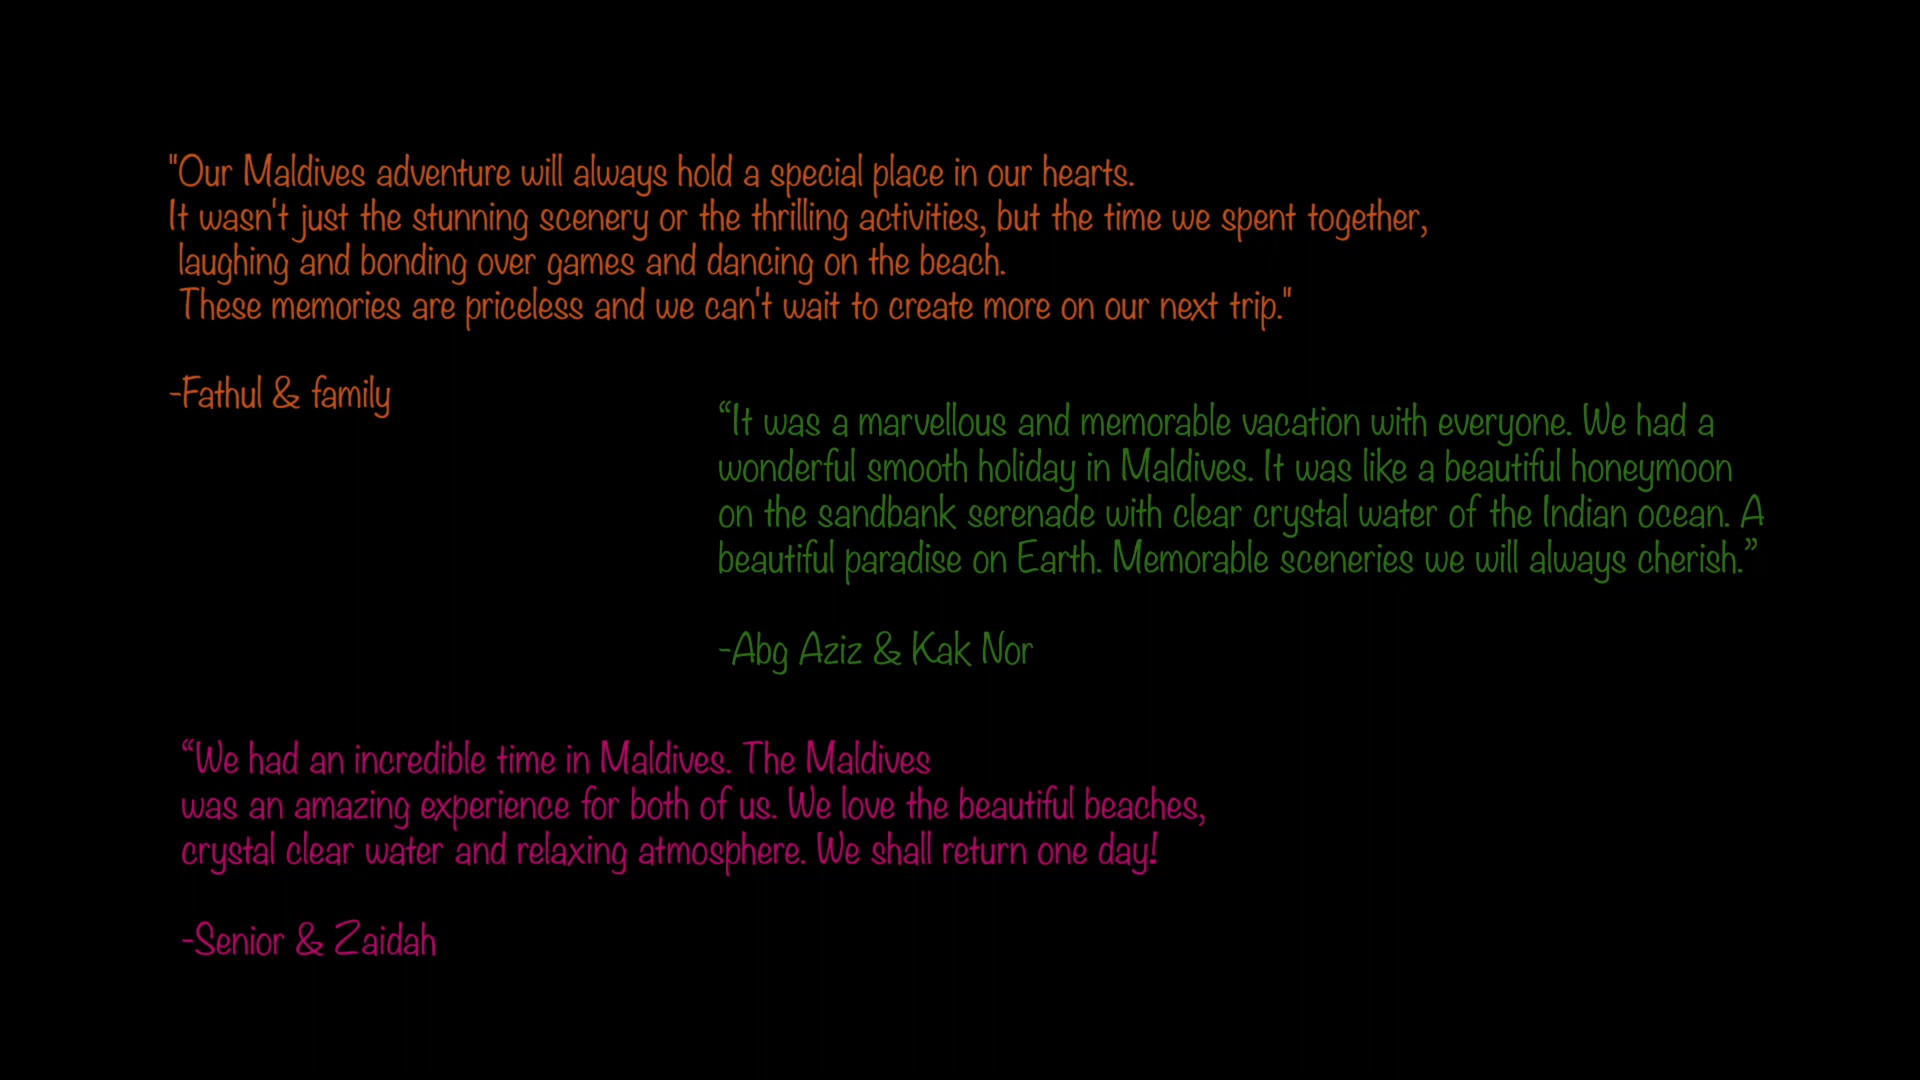 "Our Maldives adventure will always hold a special place in our hearts.
It wasn't just the stunning scenery or the thrilling activities, but the time we spent together,
laughing and bonding over games and dancing on the beach.
These memories are priceless and we can't wait to create more on our next trip."
-Fathul & family
“It was a marvellous and memorable vacation with everyone. We had a
wonderful smooth holiday in Maldives. It was like a beautiful honeymoon
on the sandbank serenade with clear crystal water of the Indian ocean. A
beautiful paradise on Earth. Memorable sceneries we will always cherish.”
-Abg Aziz & Kak Nor
“We had an incredible time in Maldives. The Maldives
was an amazing experience for both of us. We love the beautiful beaches,
crystal clear water and relaxing atmosphere. We shall return one day!
-Senior & Zaidah